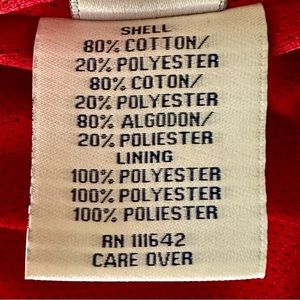 SHELL
80% COTTON/
20% POLYESTER
80% COTON/
20% POLYESTER
80% ALGODON/
20% POLIESTER
LINING
100% POLYESTER
100% POLYESTER
100% POLIESTER
RN 111642
CARE OVER